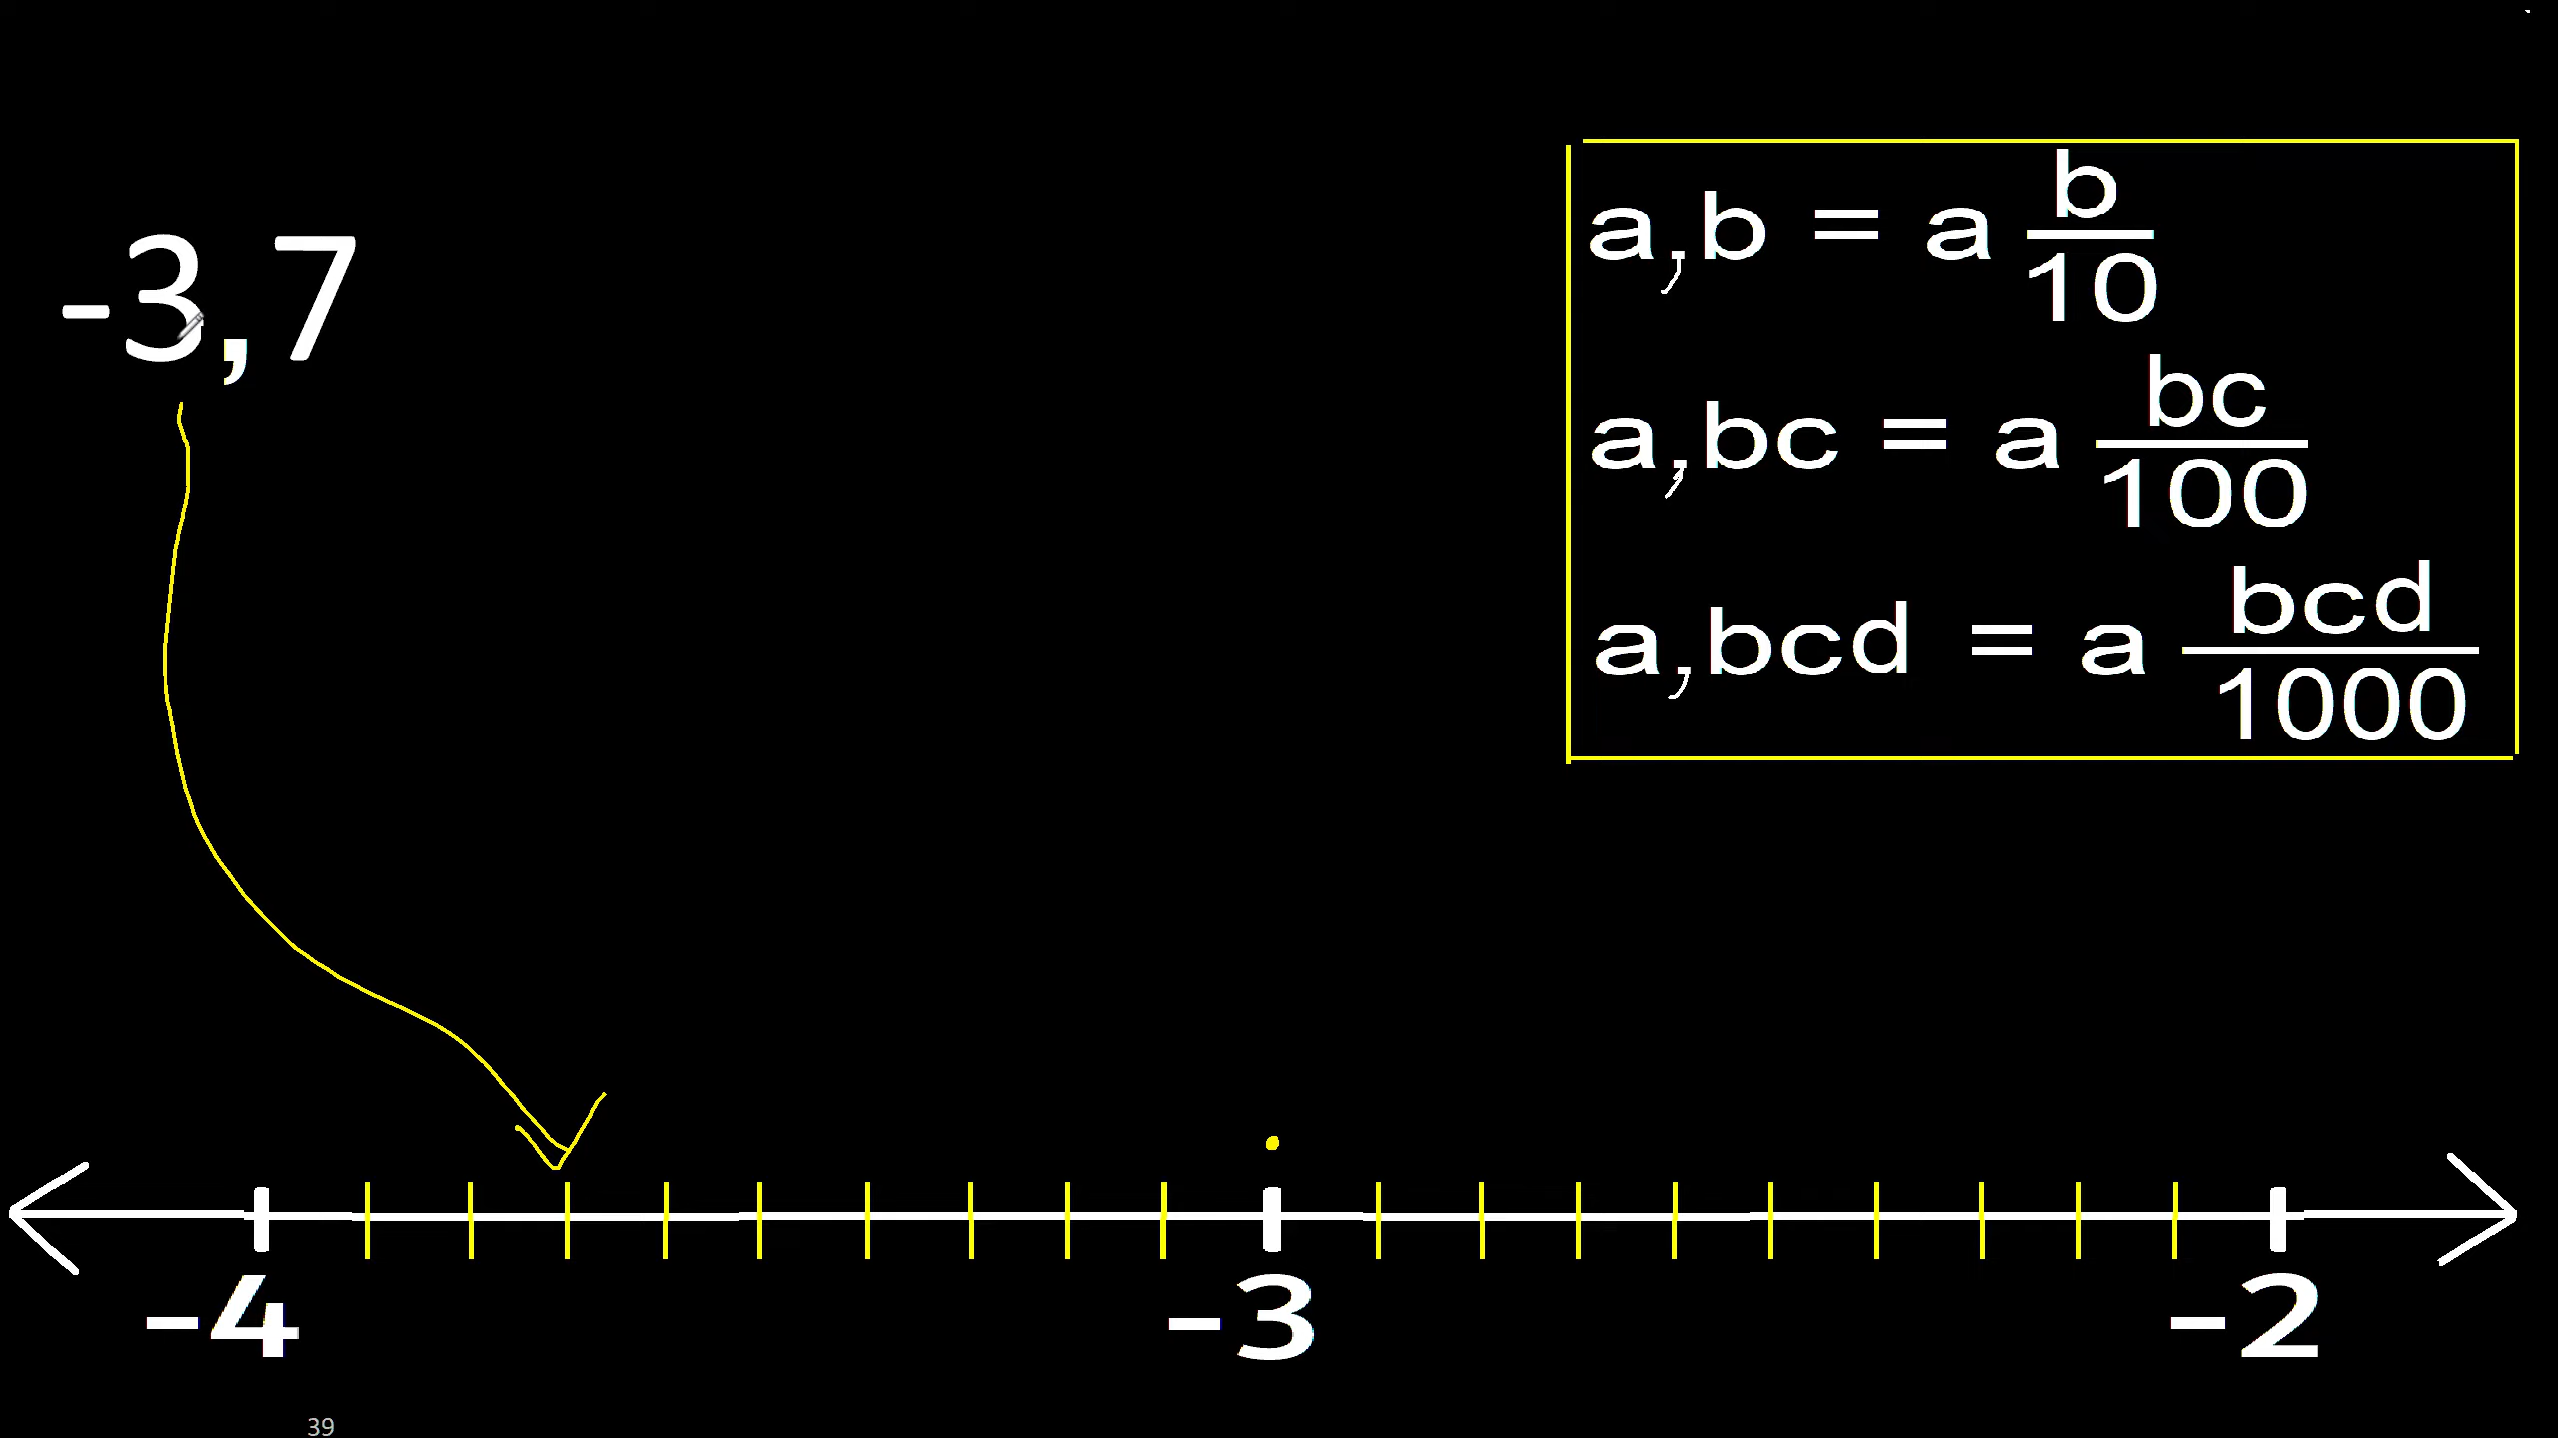 -3,7
a,b = a b/10
a,bc = a bc/100
a,bcd = a bcd/1000
-4 -3 -2
39